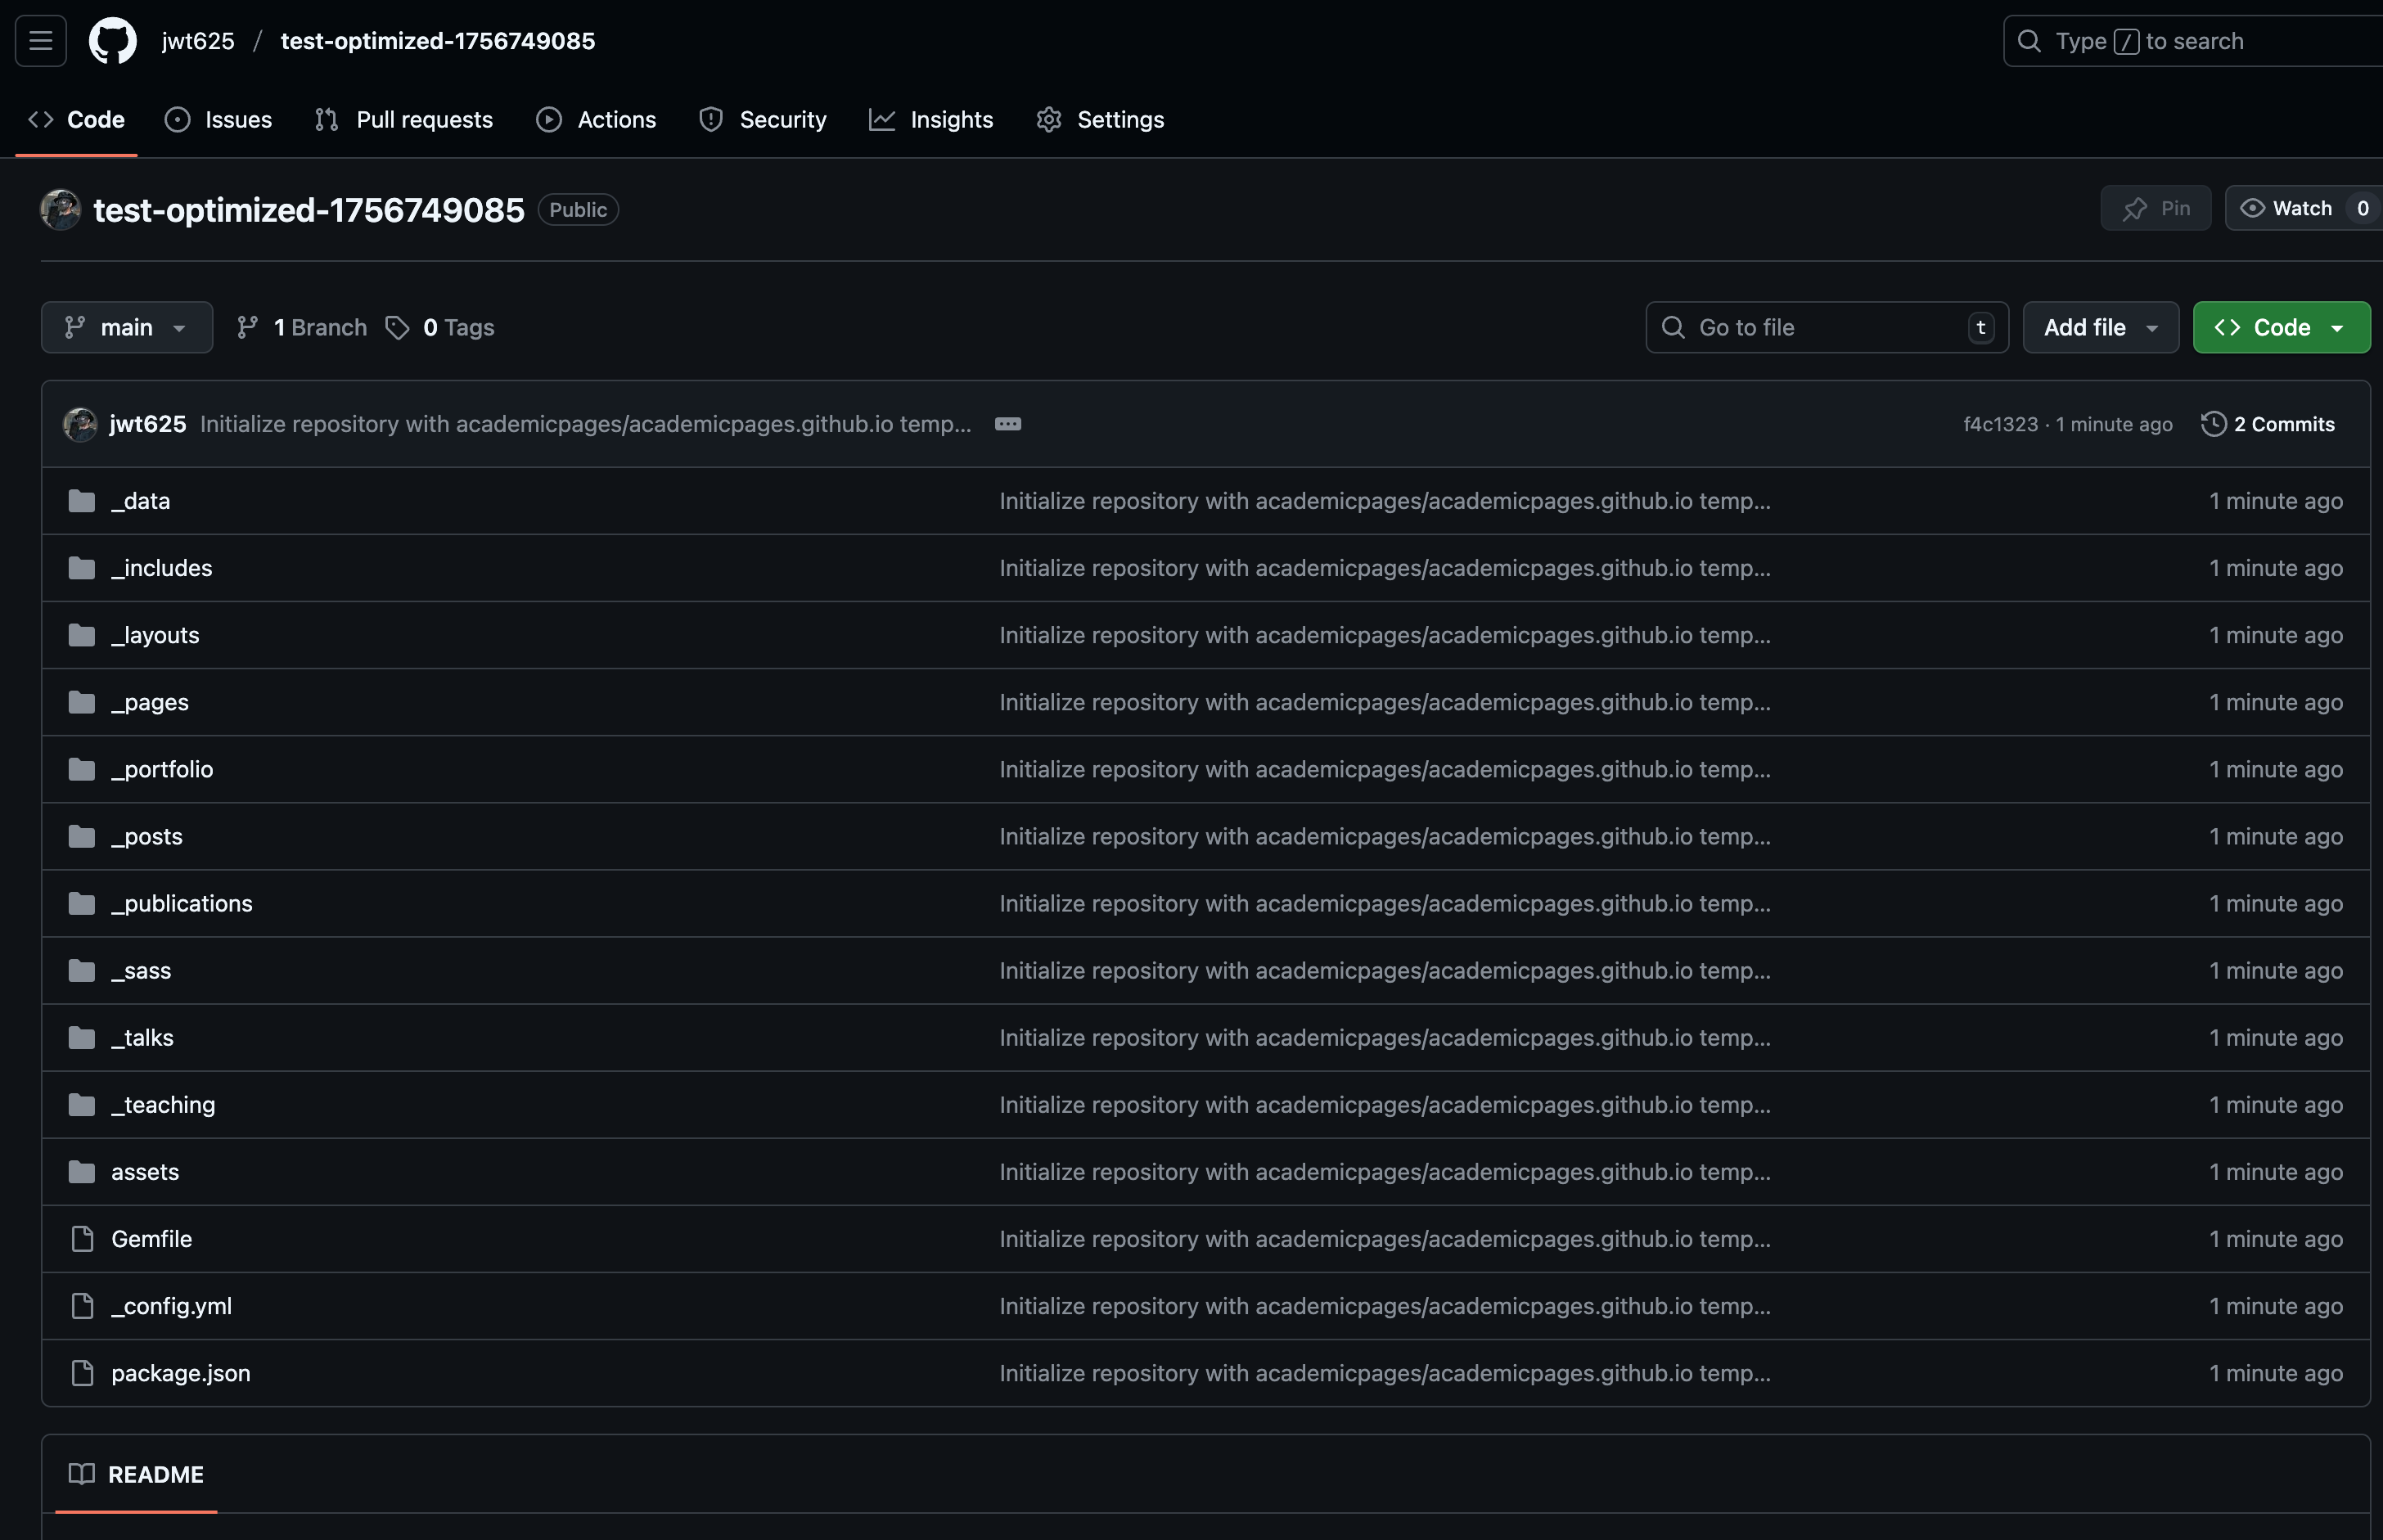 jwt625 / test-optimized-1756749085
Type / to search
Code Issues Pull requests Actions Security Insights Settings
test-optimized-1756749085 Public
Pin Watch 0
main 1 Branch 0 Tags
Go to file t Add file Code
jwt625 Initialize repository with academicpages/academicpages.github.io temp... f4c1323 · 1 minute ago 2 Commits
_data Initialize repository with academicpages/academicpages.github.io temp... 1 minute ago
_includes Initialize repository with academicpages/academicpages.github.io temp... 1 minute ago
_layouts Initialize repository with academicpages/academicpages.github.io temp... 1 minute ago
_pages Initialize repository with academicpages/academicpages.github.io temp... 1 minute ago
_portfolio Initialize repository with academicpages/academicpages.github.io temp... 1 minute ago
_posts Initialize repository with academicpages/academicpages.github.io temp... 1 minute ago
_publications Initialize repository with academicpages/academicpages.github.io temp... 1 minute ago
_sass Initialize repository with academicpages/academicpages.github.io temp... 1 minute ago
_talks Initialize repository with academicpages/academicpages.github.io temp... 1 minute ago
_teaching Initialize repository with academicpages/academicpages.github.io temp... 1 minute ago
assets Initialize repository with academicpages/academicpages.github.io temp... 1 minute ago
Gemfile Initialize repository with academicpages/academicpages.github.io temp... 1 minute ago
_config.yml Initialize repository with academicpages/academicpages.github.io temp... 1 minute ago
package.json Initialize repository with academicpages/academicpages.github.io temp... 1 minute ago
README